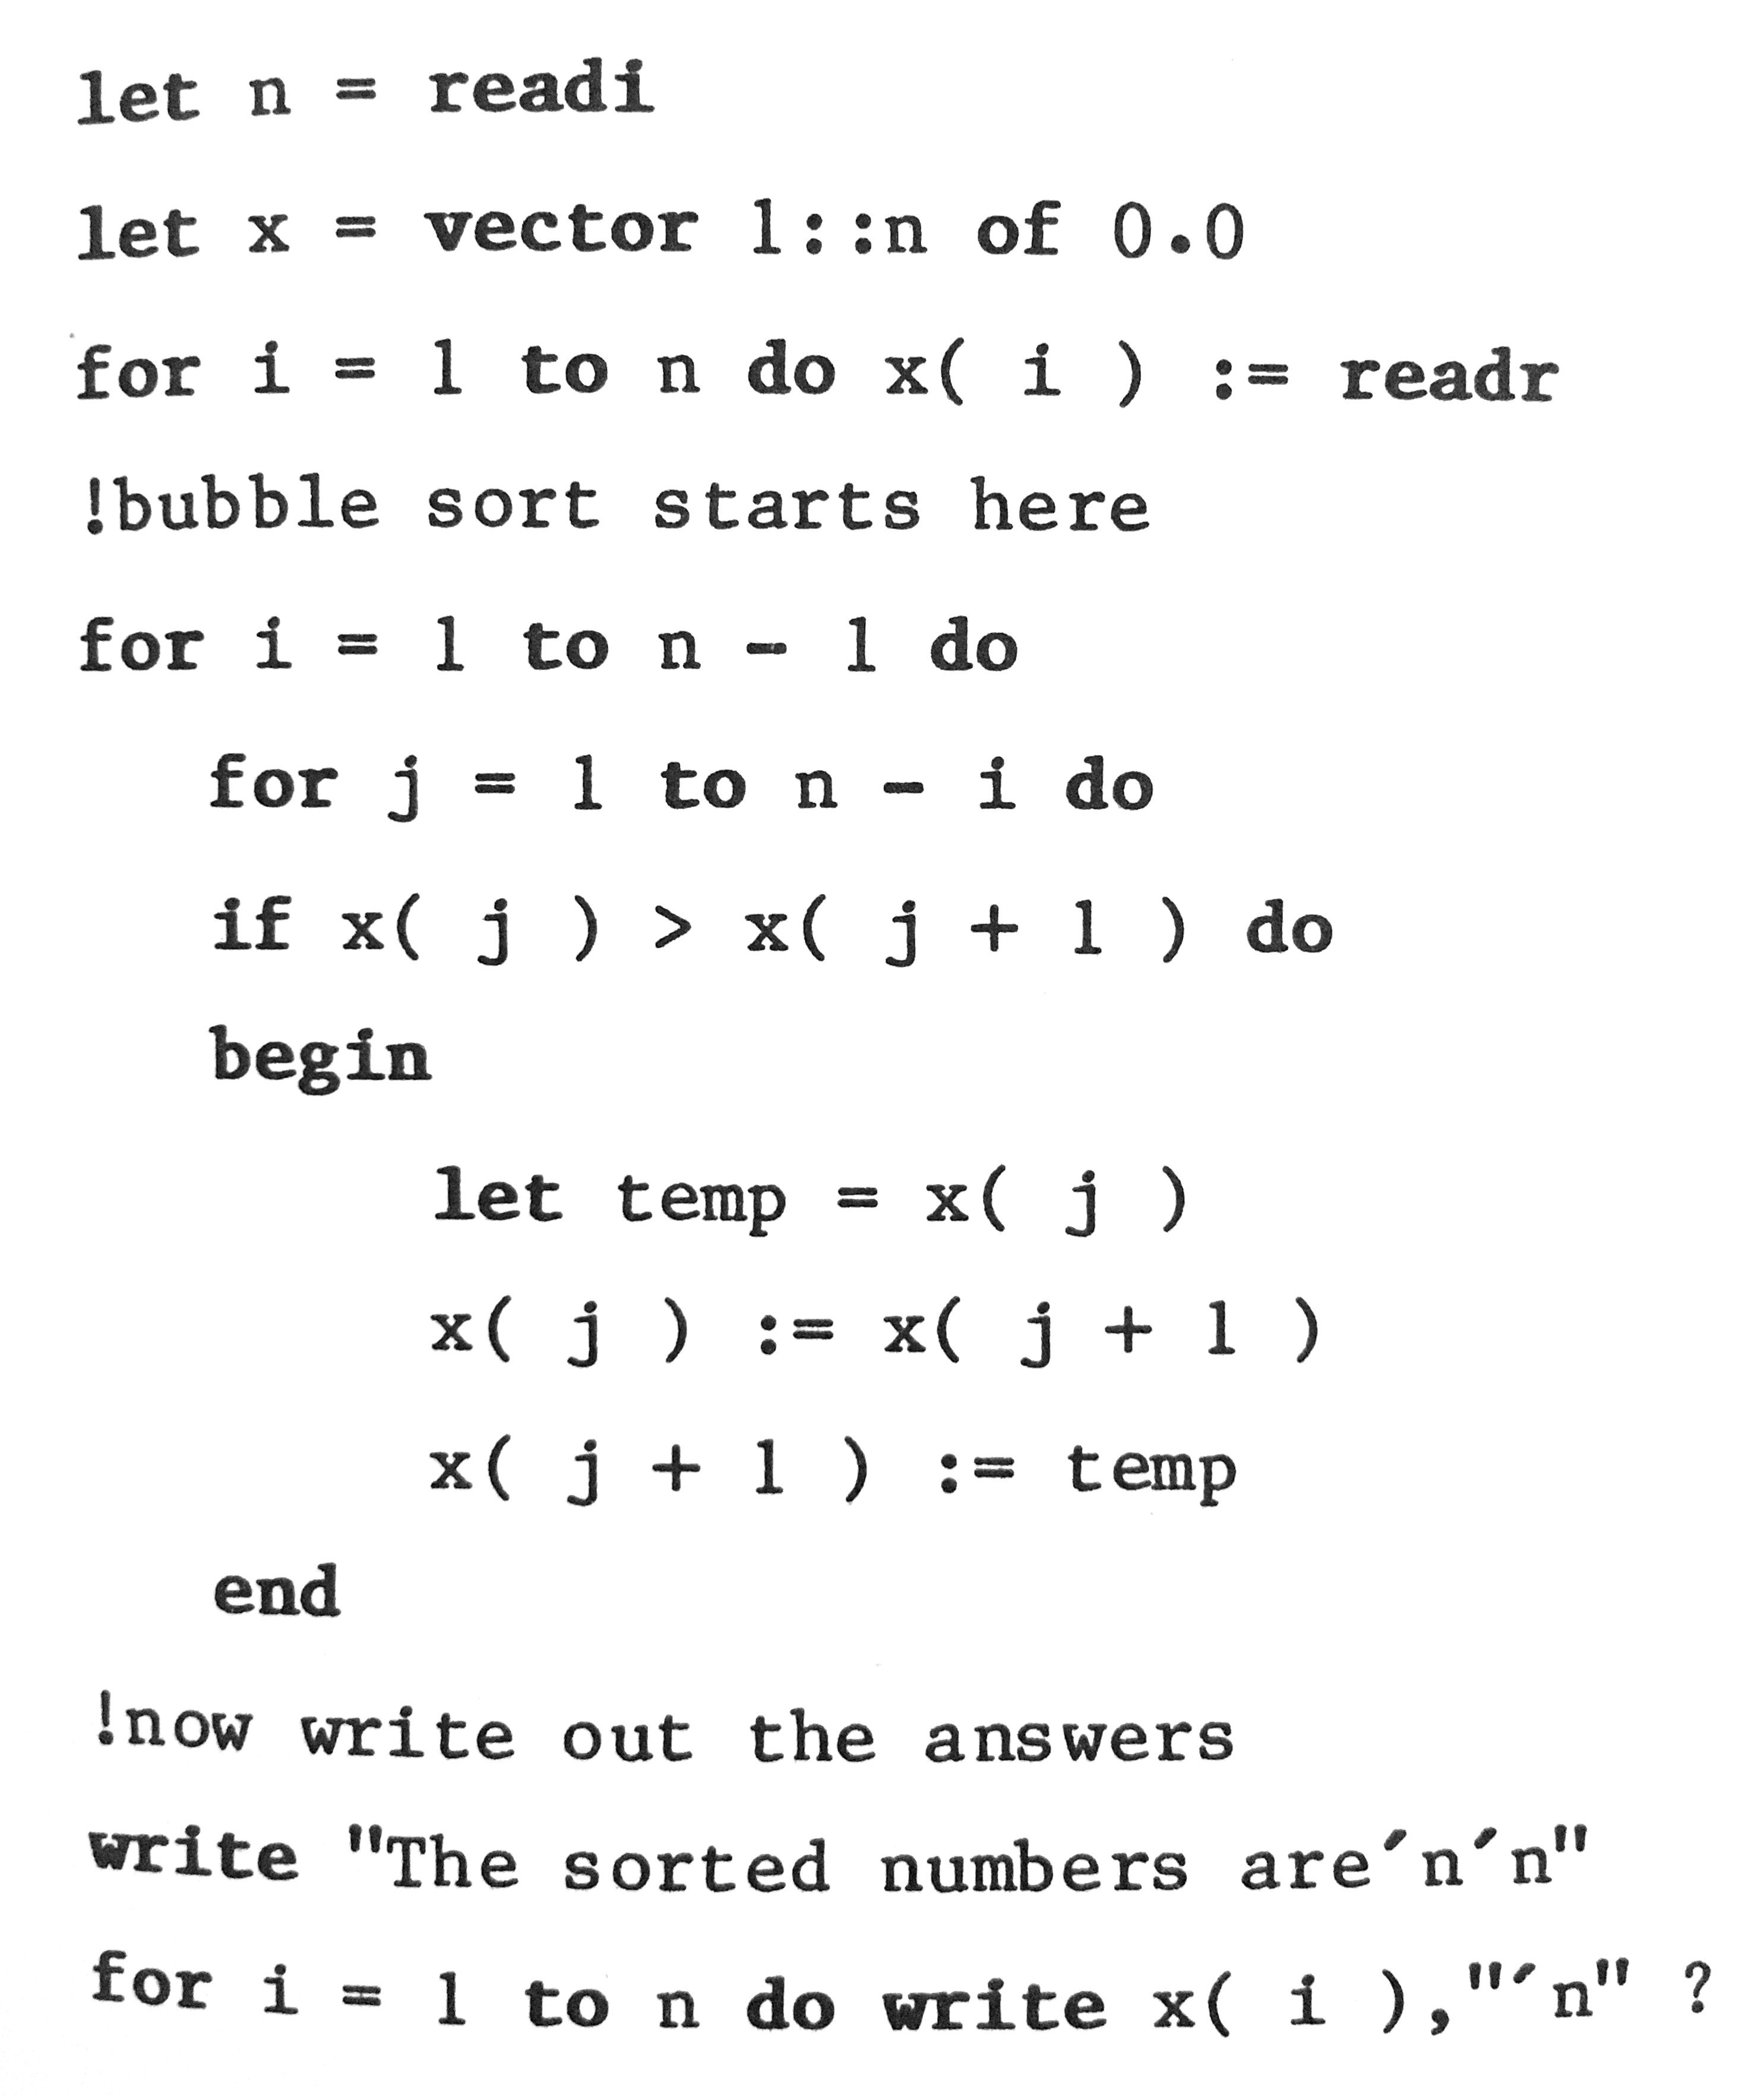 let n = readi
let x = vector 1::n of 0.0
for i = 1 to n do x( i ) := readr
!bubble sort starts here
for i = 1 to n - 1 do
for j = 1 to n - i do
if x( j ) > x( j + 1 ) do
begin
let temp = x( j )
x( j ) := x( j + 1 )
x( j + 1 ) := temp
end
!now write out the answers
write "The sorted numbers are´n´n"
for i = 1 to n do write x( i ),"´n" ?